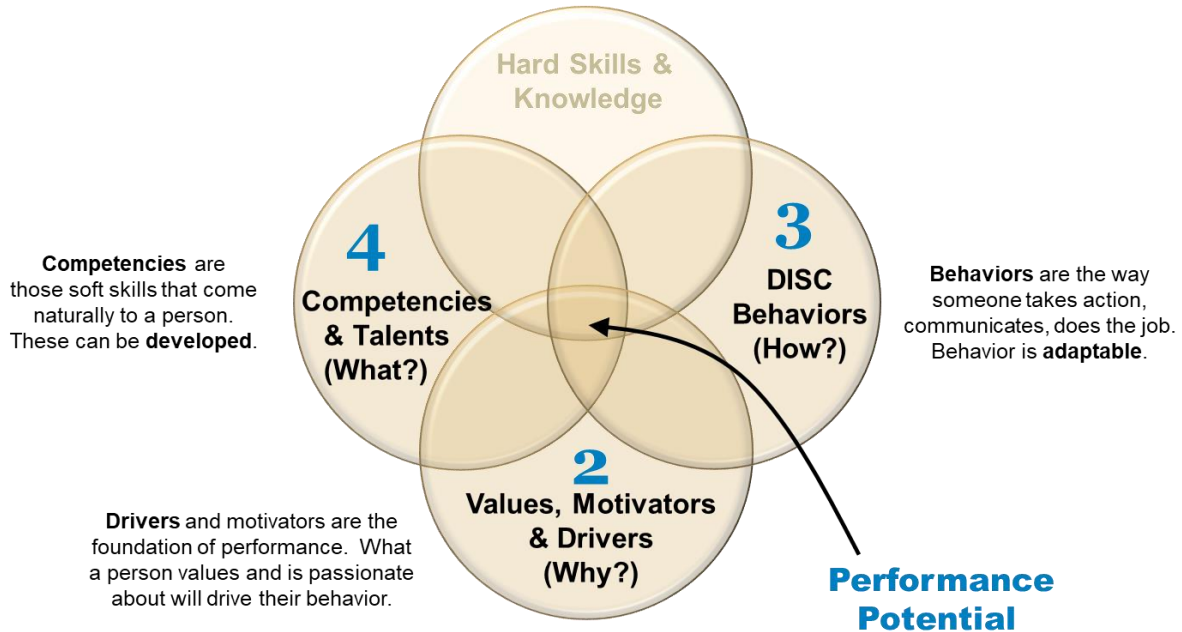 Hard Skills &
Knowledge
4
Competencies
& Talents
(What?)
3
DISC
Behaviors
(How?)
Competencies are
those soft skills that come
naturally to a person.
These can be developed.
Behaviors are the way
someone takes action,
communicates, does the job.
Behavior is adaptable.
2
Values, Motivators
& Drivers
(Why?)
Drivers and motivators are the
foundation of performance.  What
a person values and is passionate
about will drive their behavior.
Performance
Potential